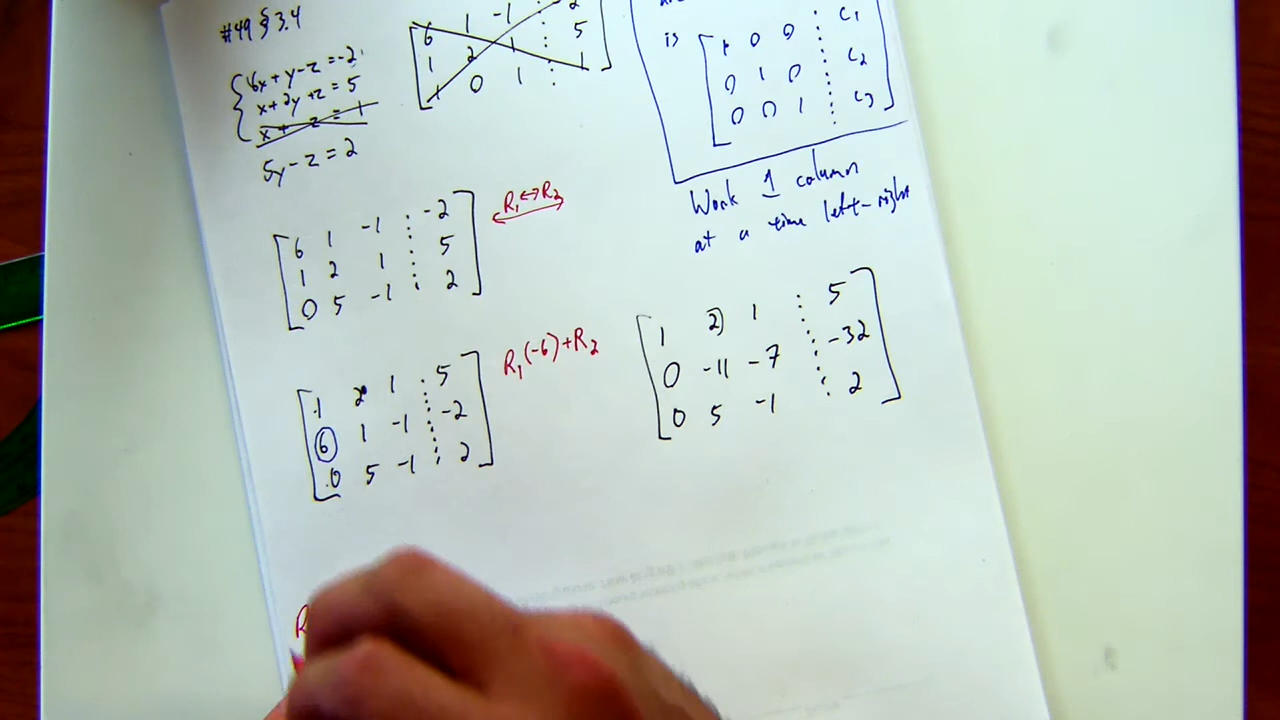 #49 § 3.4
6x + y - z = -2
x + 2y + z = 5
x + z = 1
5y - z = 2
6 1 -1 ⋮ 2
1 2 1 ⋮ 5
1 0 1 ⋮ 1
is
1 0 0 ⋮ C1
0 1 0 ⋮ C2
0 0 1 ⋮ C3
Work 1 column
at a time left-right
6 1 -1 ⋮ -2
1 2 1 ⋮ 5
0 5 -1 ⋮ 2
R1 ↔ R2
1 2 1 ⋮ 5
6 1 -1 ⋮ -2
0 5 -1 ⋮ 2
R1(-6)+R2
1 2 1 ⋮ 5
0 -11 -7 ⋮ -32
0 5 -1 ⋮ 2
R